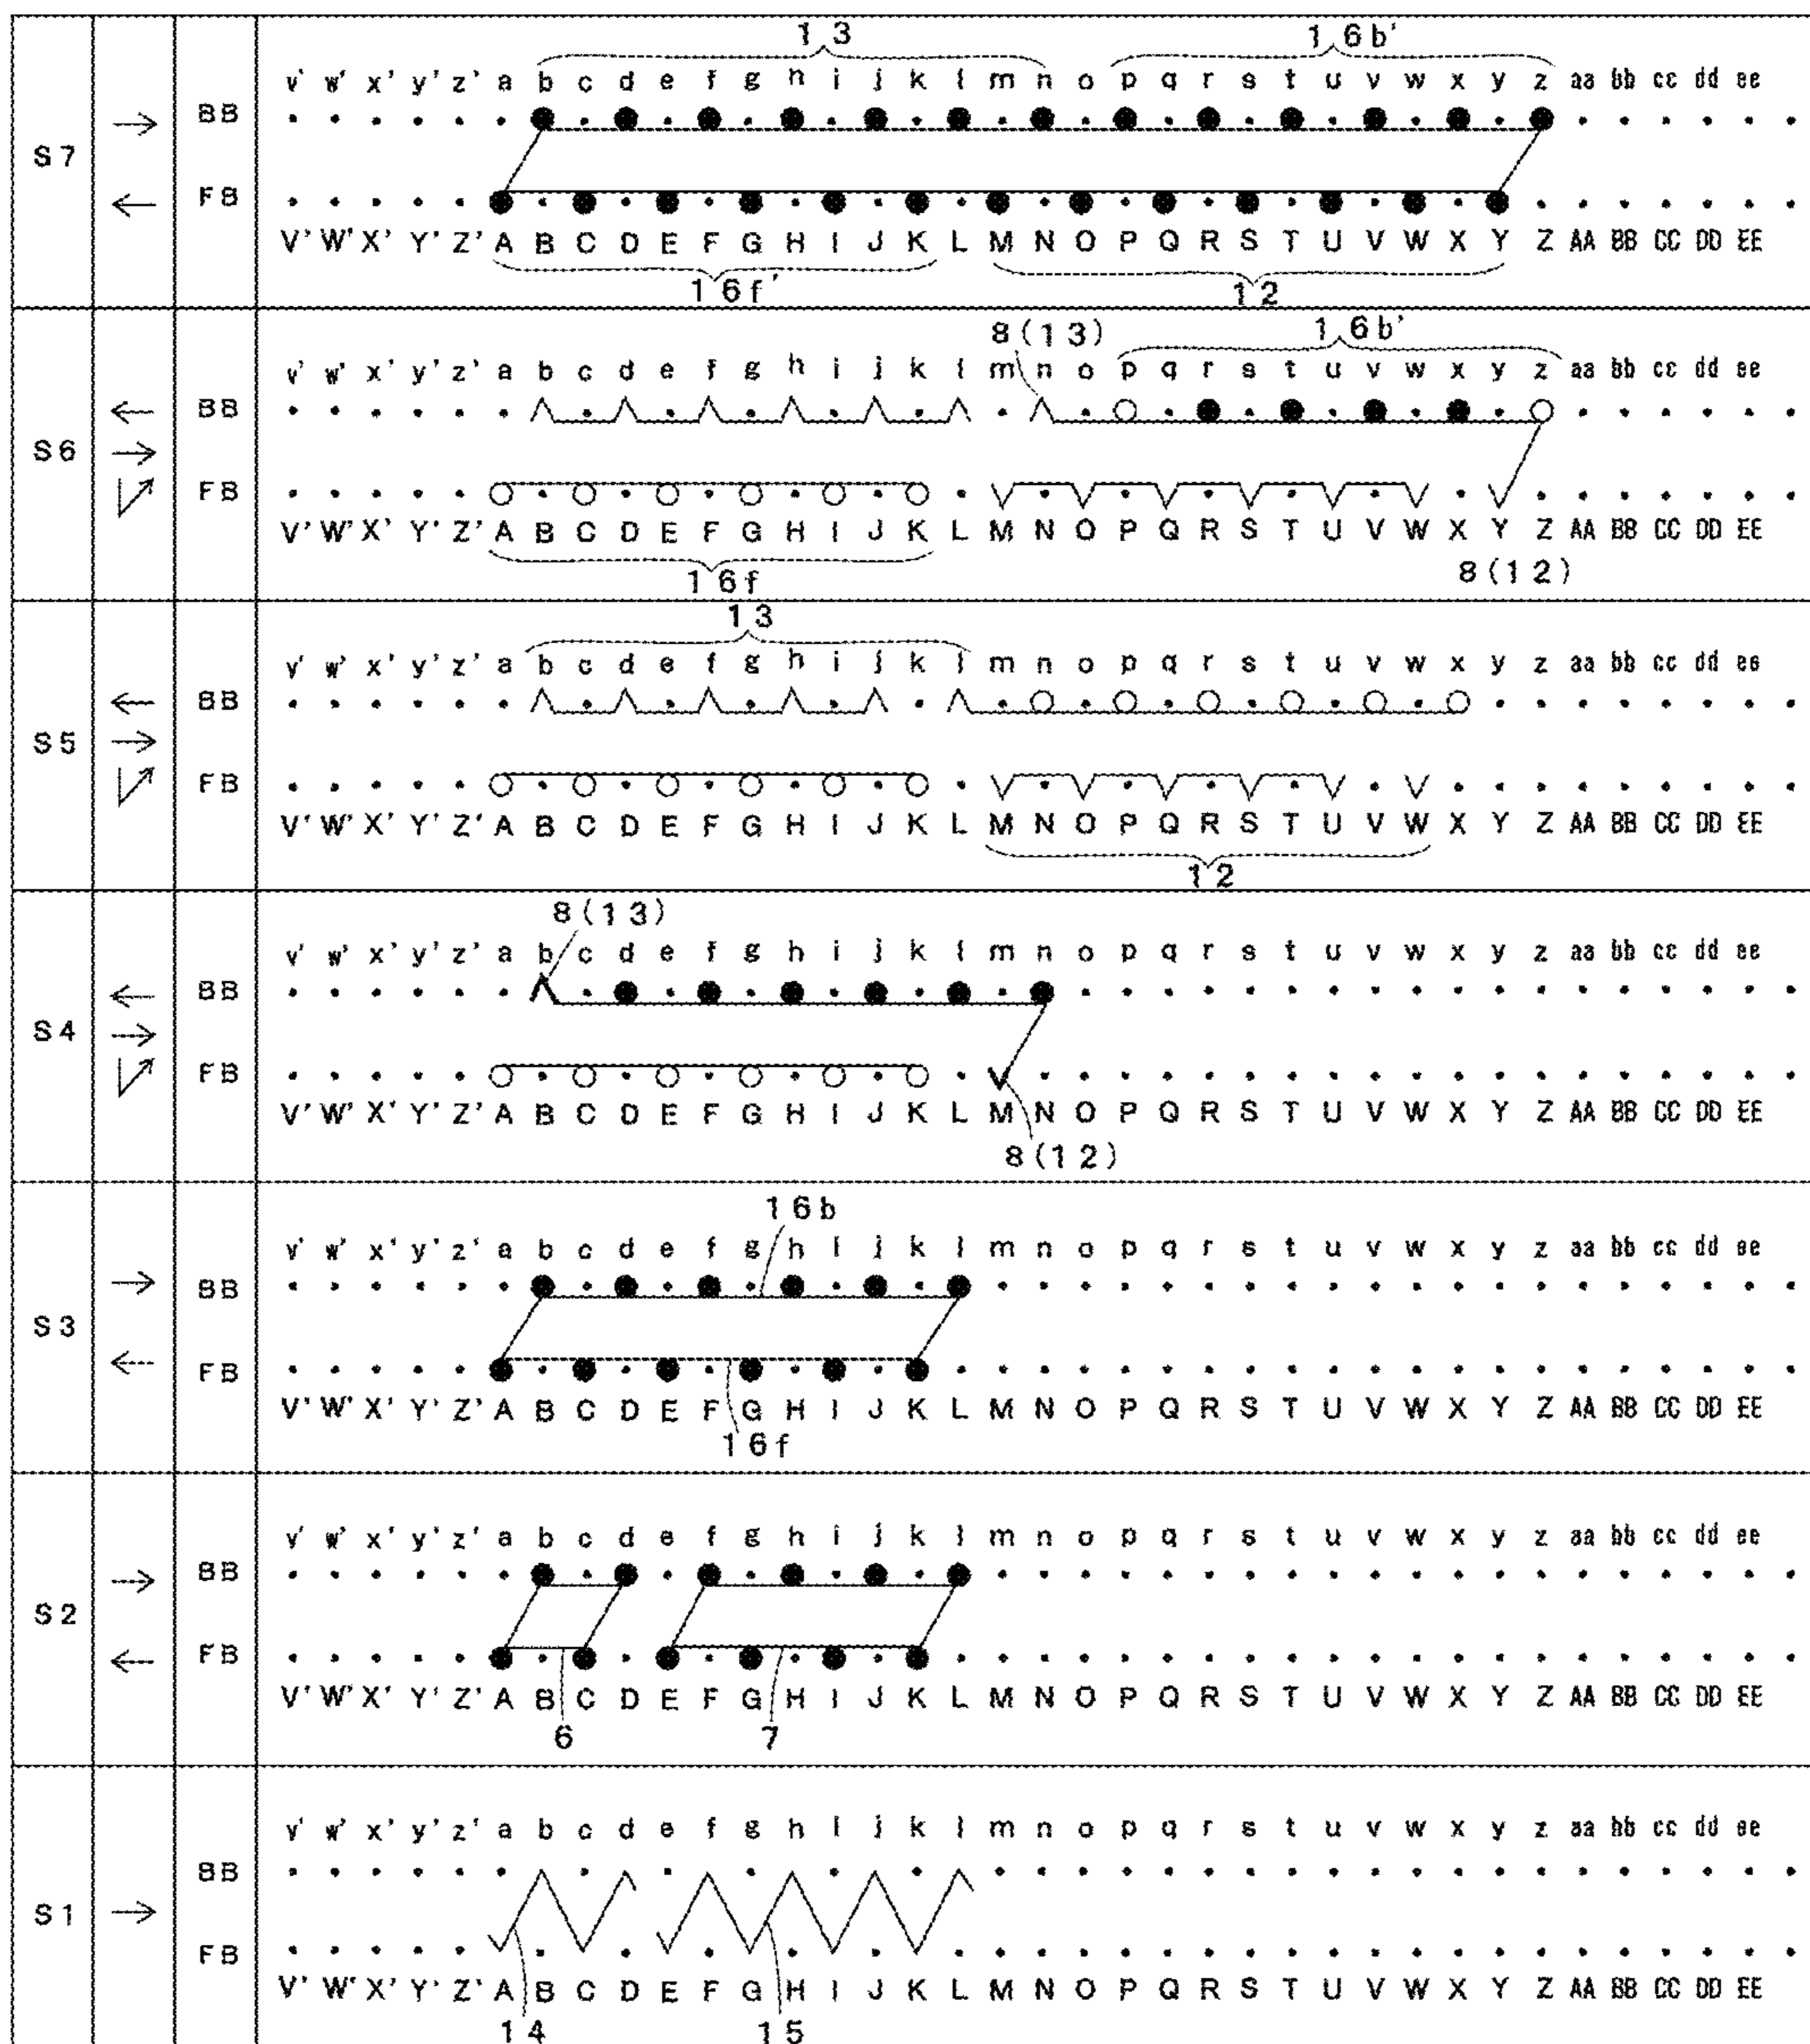 13 16b'
v' w' x' y' z' a b c d e f g h i j k l m n o p q r s t u v w x y z aa bb cc dd ee
→ BB
S7
← FB
V' W' X' Y' Z' A B C D E F G H I J K L M N O P Q R S T U V W X Y Z AA BB CC DD EE
16f' 12
8(13) 16b'
v' w' x' y' z' a b c d e f g h i j k l m n o p q r s t u v w x y z aa bb cc dd ee
← BB
S6 →
FB
V' W' X' Y' Z' A B C D E F G H I J K L M N O P Q R S T U V W X Y Z AA BB CC DD EE
16f 8(12)
13
v' w' x' y' z' a b c d e f g h i j k l m n o p q r s t u v w x y z aa bb cc dd ee
← BB
S5 →
FB
V' W' X' Y' Z' A B C D E F G H I J K L M N O P Q R S T U V W X Y Z AA BB CC DD EE
12
8(13)
v' w' x' y' z' a b c d e f g h i j k l m n o p q r s t u v w x y z aa bb cc dd ee
← BB
S4 →
FB
V' W' X' Y' Z' A B C D E F G H I J K L M N O P Q R S T U V W X Y Z AA BB CC DD EE
8(12)
16b
v' w' x' y' z' a b c d e f g h i j k l m n o p q r s t u v w x y z aa bb cc dd ee
→ BB
S3
← FB
V' W' X' Y' Z' A B C D E F G H I J K L M N O P Q R S T U V W X Y Z AA BB CC DD EE
16f
v' w' x' y' z' a b c d e f g h i j k l m n o p q r s t u v w x y z aa bb cc dd ee
→ BB
S2
← FB
V' W' X' Y' Z' A B C D E F G H I J K L M N O P Q R S T U V W X Y Z AA BB CC DD EE
6 7
v' w' x' y' z' a b c d e f g h i j k l m n o p q r s t u v w x y z aa bb cc dd ee
BB
S1 →
FB
V' W' X' Y' Z' A B C D E F G H I J K L M N O P Q R S T U V W X Y Z AA BB CC DD EE
14 15